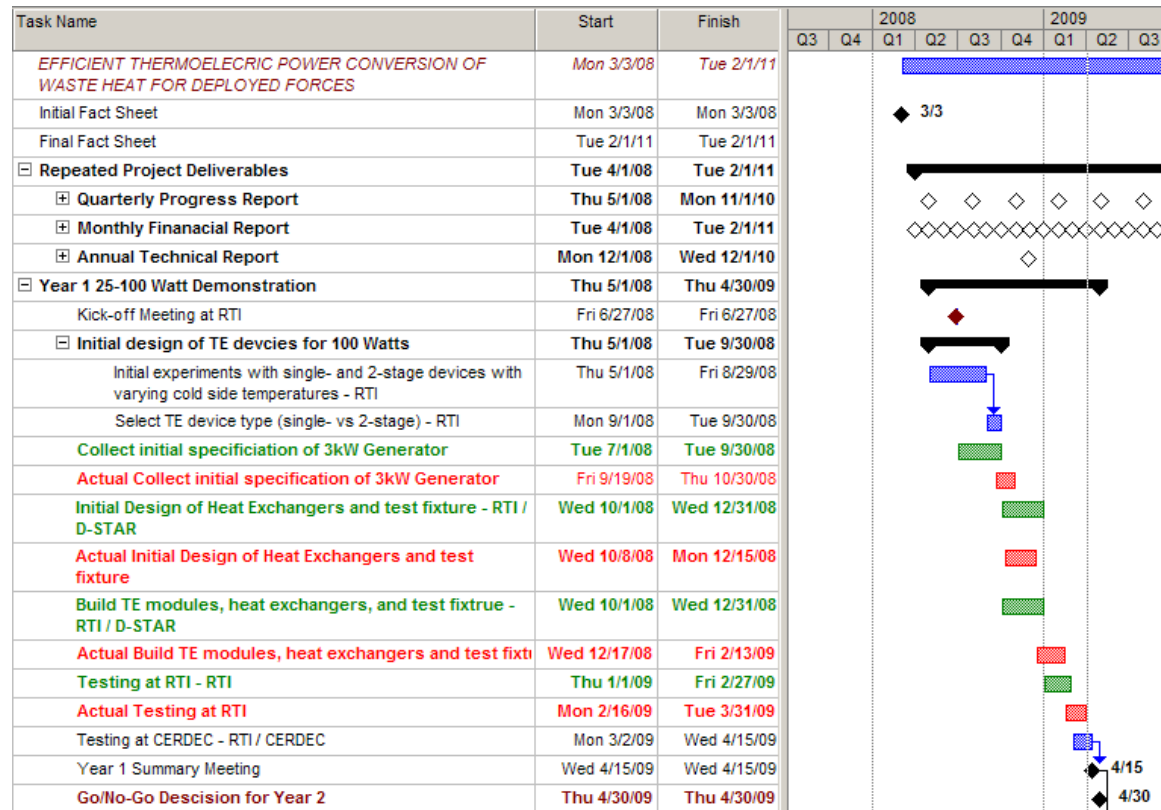 Task Name Start Finish 2008 2009
Q3 Q4 Q1 Q2 Q3 Q4 Q1 Q2 Q3
EFFICIENT THERMOELECRIC POWER CONVERSION OF Mon 3/3/08 Tue 2/1/11
WASTE HEAT FOR DEPLOYED FORCES
Initial Fact Sheet Mon 3/3/08 Mon 3/3/08 3/3
Final Fact Sheet Tue 2/1/11 Tue 2/1/11
Repeated Project Deliverables Tue 4/1/08 Tue 2/1/11
Quarterly Progress Report Thu 5/1/08 Mon 11/1/10
Monthly Finanacial Report Tue 4/1/08 Tue 2/1/11
Annual Technical Report Mon 12/1/08 Wed 12/1/10
Year 1 25-100 Watt Demonstration Thu 5/1/08 Thu 4/30/09
Kick-off Meeting at RTI Fri 6/27/08 Fri 6/27/08
Initial design of TE devcies for 100 Watts Thu 5/1/08 Tue 9/30/08
Initial experiments with single- and 2-stage devices with Thu 5/1/08 Fri 8/29/08
varying cold side temperatures - RTI
Select TE device type (single- vs 2-stage) - RTI Mon 9/1/08 Tue 9/30/08
Collect initial specificiation of 3kW Generator Tue 7/1/08 Tue 9/30/08
Actual Collect initial specification of 3kW Generator Fri 9/19/08 Thu 10/30/08
Initial Design of Heat Exchangers and test fixture - RTI / Wed 10/1/08 Wed 12/31/08
D-STAR
Actual Initial Design of Heat Exchangers and test Wed 10/8/08 Mon 12/15/08
fixture
Build TE modules, heat exchangers, and test fixtrue - Wed 10/1/08 Wed 12/31/08
RTI / D-STAR
Actual Build TE modules, heat exchangers and test fixtu Wed 12/17/08 Fri 2/13/09
Testing at RTI - RTI Thu 1/1/09 Fri 2/27/09
Actual Testing at RTI Mon 2/16/09 Tue 3/31/09
Testing at CERDEC - RTI / CERDEC Mon 3/2/09 Wed 4/15/09
Year 1 Summary Meeting Wed 4/15/09 Wed 4/15/09 4/15
Go/No-Go Descision for Year 2 Thu 4/30/09 Thu 4/30/09 4/30